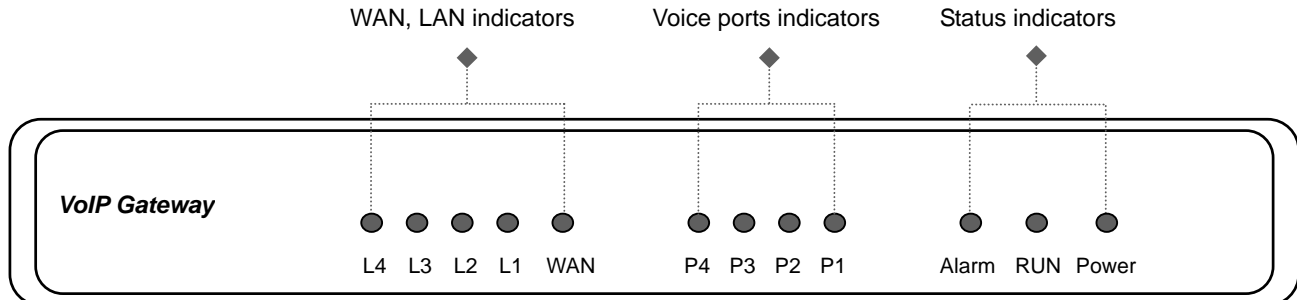 WAN, LAN indicators Voice ports indicators Status indicators
VoIP Gateway
L4 L3 L2 L1 WAN P4 P3 P2 P1 Alarm RUN Power